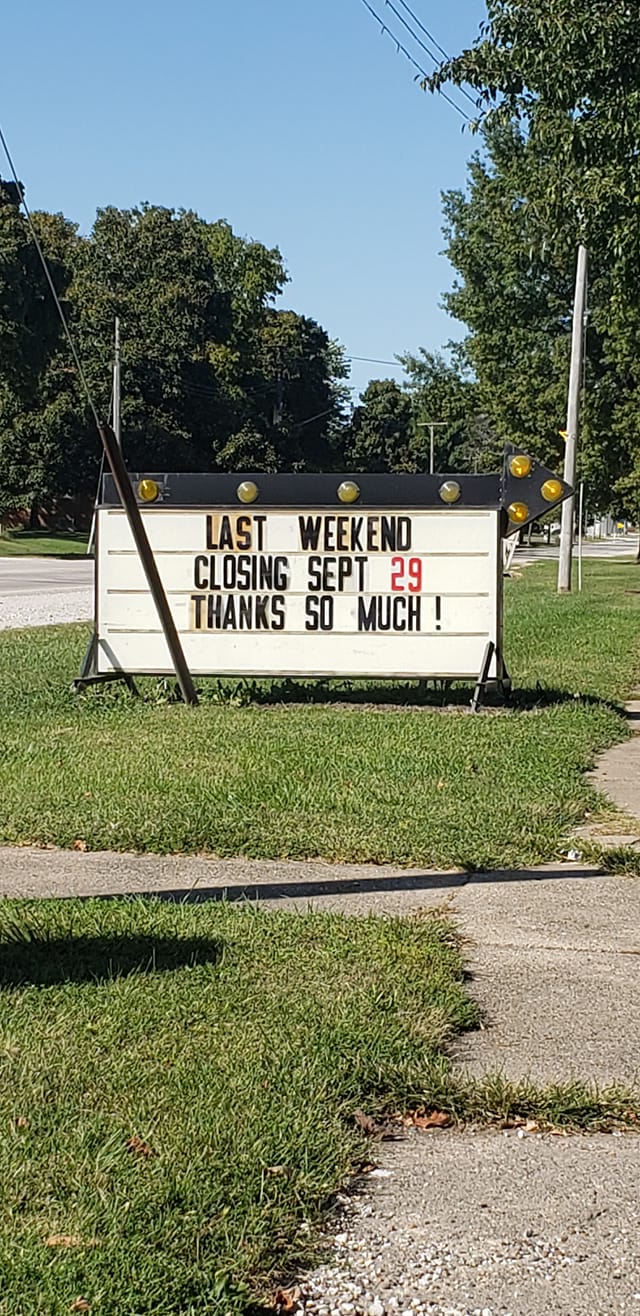 LAST WEEKEND
CLOSING SEPT 29
THANKS SO MUCH!